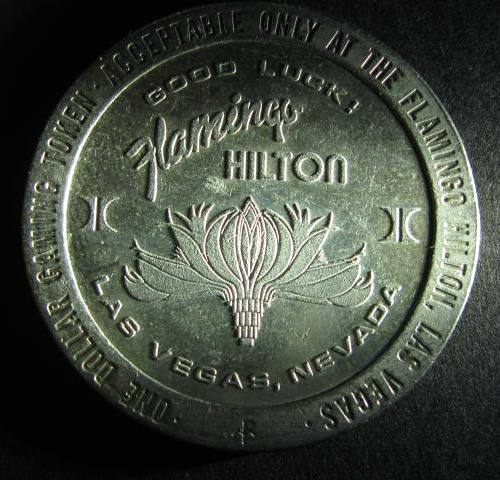 · ONE DOLLAR GAMING TOKEN · ACCEPTABLE ONLY AT THE FLAMINGO HILTON, LAS VEGAS ·
GOOD LUCK!
Flamingo
HILTON
LAS VEGAS, NEVADA